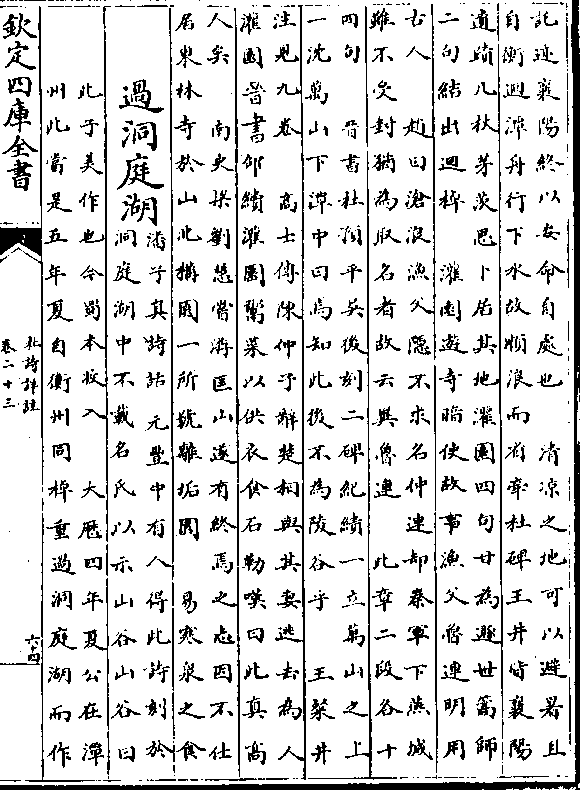 託迹襄陽終以安命自處也　清涼之地可以避暑且
自衡迴潭舟行下水故順浪而有牽杜碑王井皆襄陽
遺蹟几杖茅茨思卜居其地灌園四句甘為避世篙師
二句結出迴棹　灌園遊寺暗使故事漁父魯連明用
古人　趙曰滄浪漁父隱不求名仲連却秦軍下燕城
雖不受封猶為取名者故云異魯連　此章二段各十
四句　晉書杜預平吳後刻二碑紀績一立萬山之上
一沈萬山下潭中曰焉知此後不為陵谷乎　王粲井
注見九卷　高士傳陳仲子辭楚相與其妻逃去為人
灌園晉書邵續灌園鬻菜以供衣食石勒嘆曰此真高
人矣　南史朱劉慧嘗游匡山遂有終焉之志因不仕
居東林寺於山北構園一所號離垢園　易寒泉之食
過洞庭湖
潘子真詩話元豐中有人得此詩刻於
洞庭湖中不載名氏以示山谷山谷曰
此子美作也今蜀本收入　大曆四年夏公在潭
州此當是五年夏自衡州回棹重過洞庭湖而作
欽定四庫全書
杜詩詳註
卷二十三
六十四